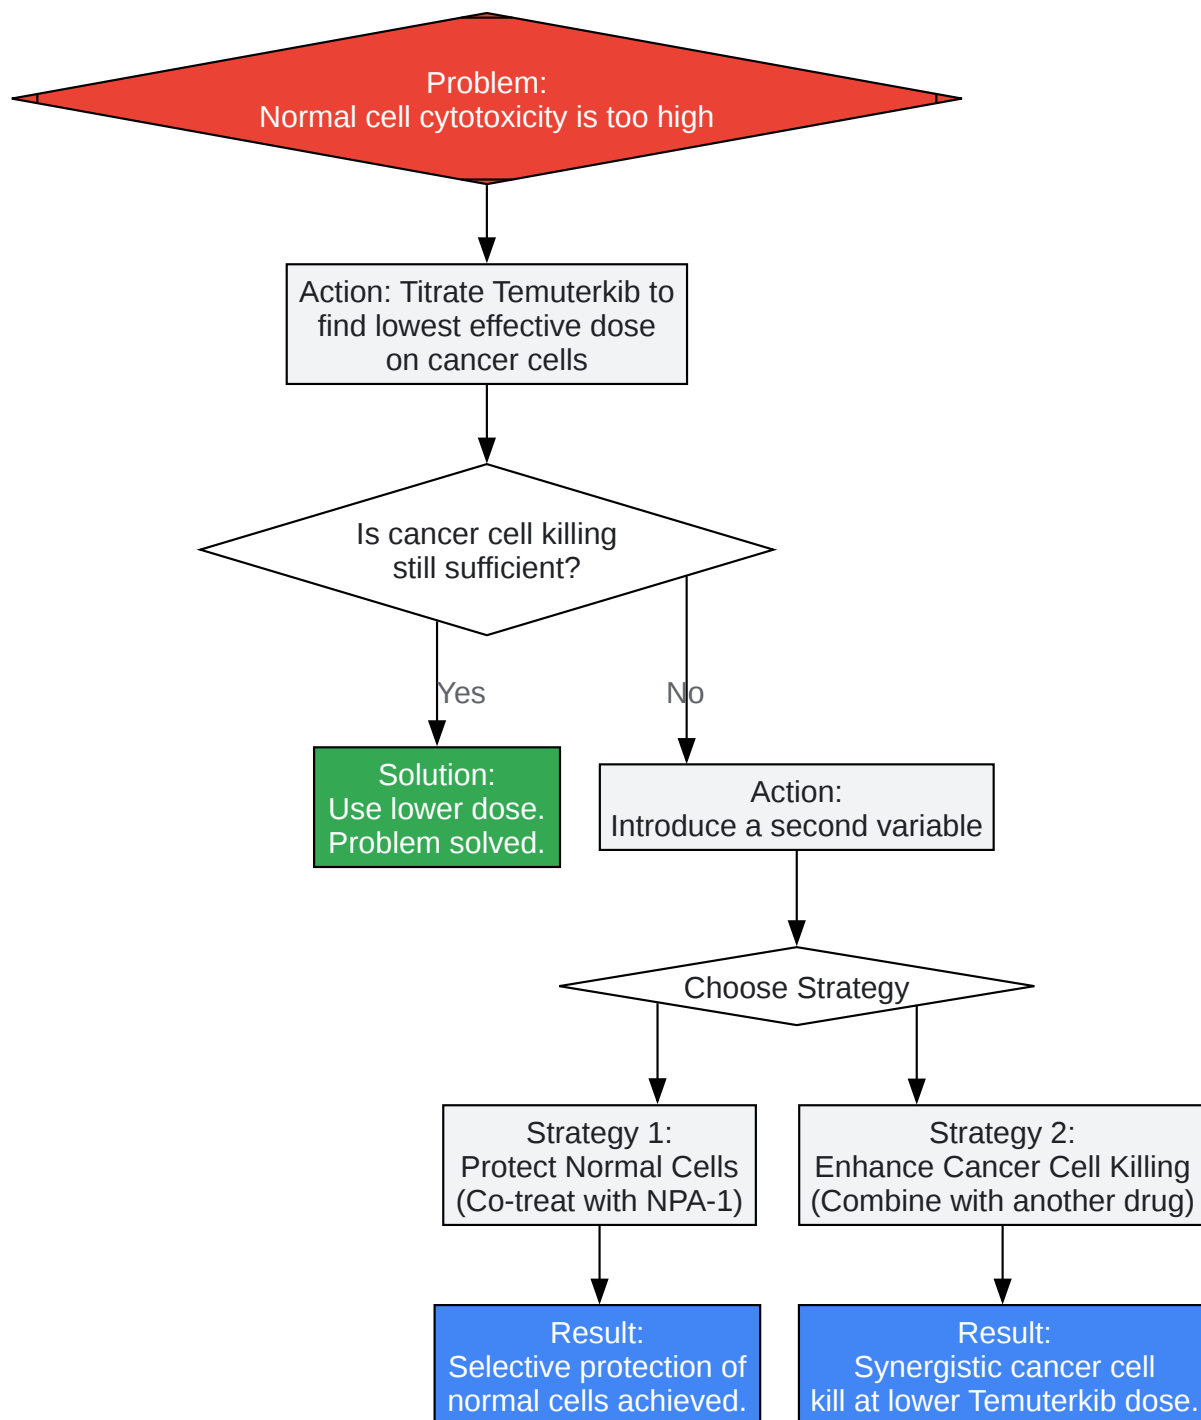 Problem:
Normal cell cytotoxicity is too high
Action: Titrate Temuterkib to
find lowest effective dose
on cancer cells
Is cancer cell killing
still sufficient?
Yes
No
Solution:
Use lower dose.
Problem solved.
Action:
Introduce a second variable
Choose Strategy
Strategy 1:
Protect Normal Cells
(Co-treat with NPA-1)
Strategy 2:
Enhance Cancer Cell Killing
(Combine with another drug)
Result:
Selective protection of
normal cells achieved.
Result:
Synergistic cancer cell
kill at lower Temuterkib dose.